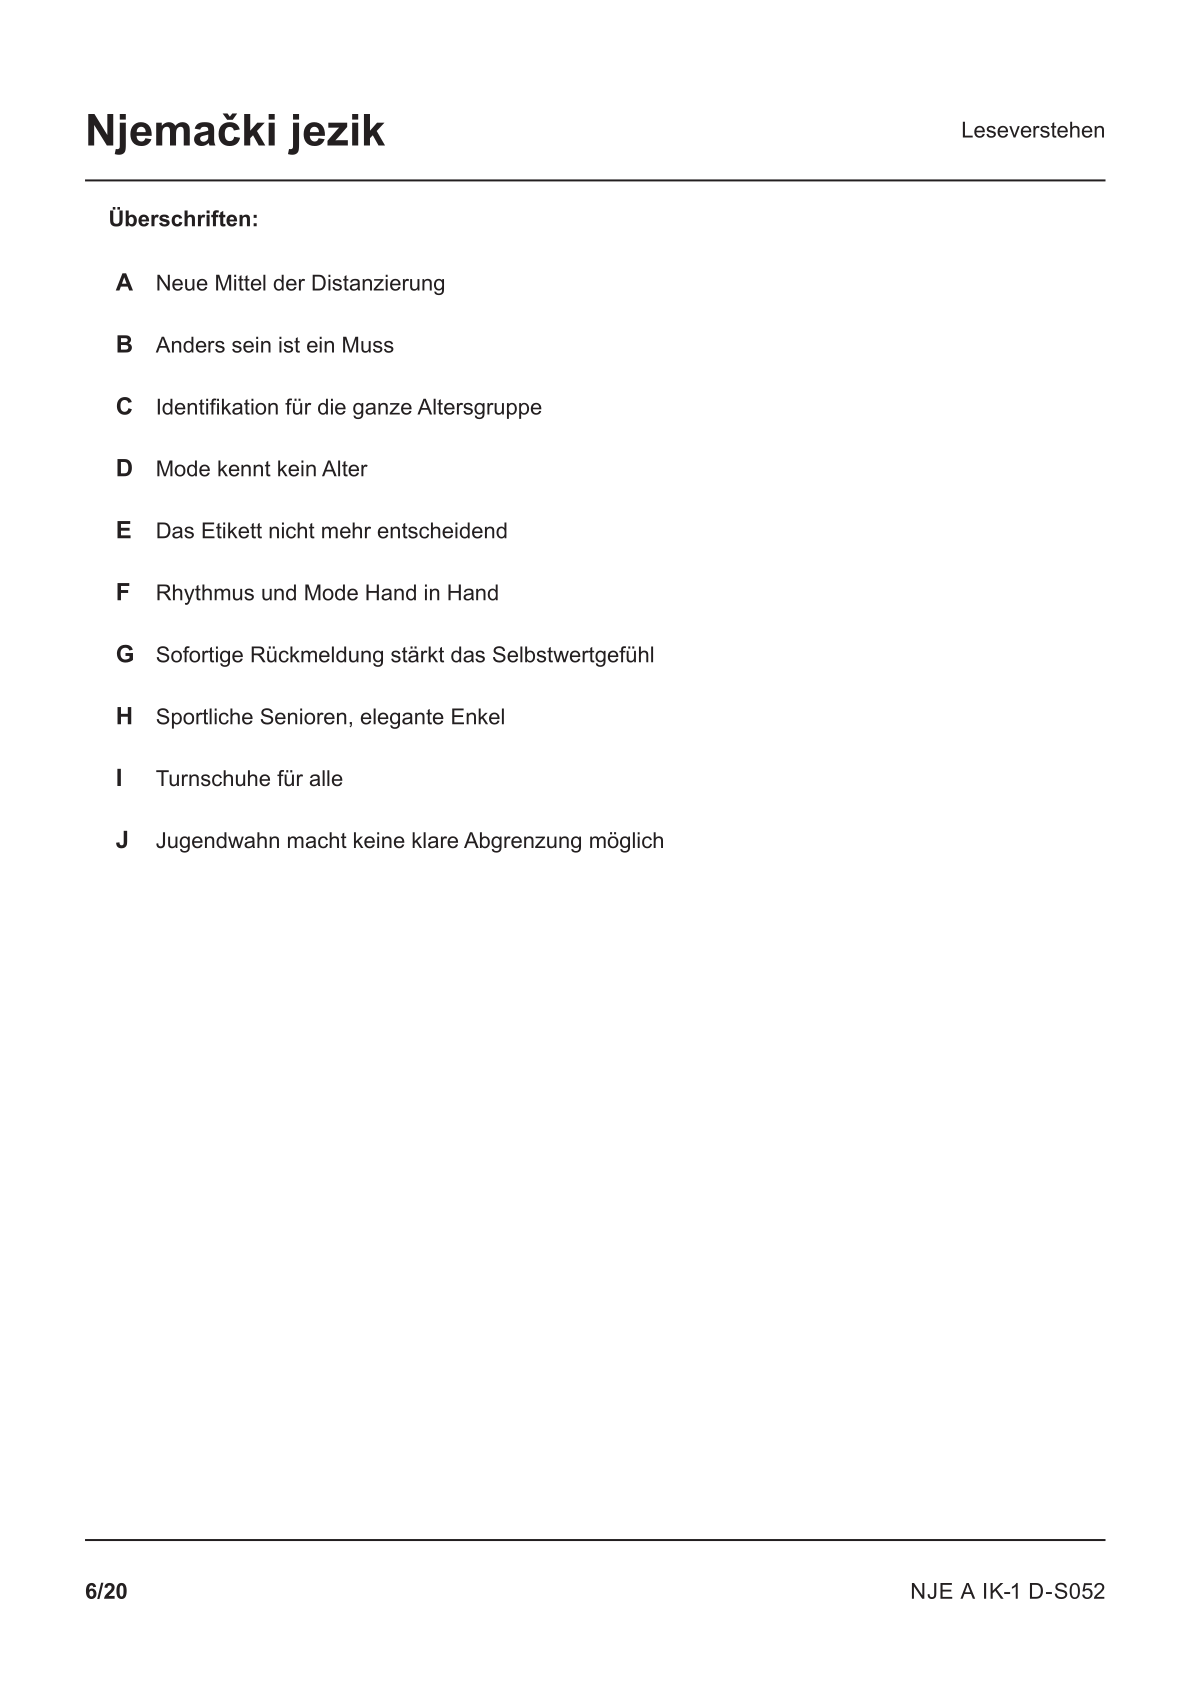 Njemački jezik
Leseverstehen
Überschriften:
A Neue Mittel der Distanzierung
B Anders sein ist ein Muss
C Identifikation für die ganze Altersgruppe
D Mode kennt kein Alter
E Das Etikett nicht mehr entscheidend
F Rhythmus und Mode Hand in Hand
G Sofortige Rückmeldung stärkt das Selbstwertgefühl
H Sportliche Senioren, elegante Enkel
I Turnschuhe für alle
J Jugendwahn macht keine klare Abgrenzung möglich
6/20
NJE A IK-1 D-S052